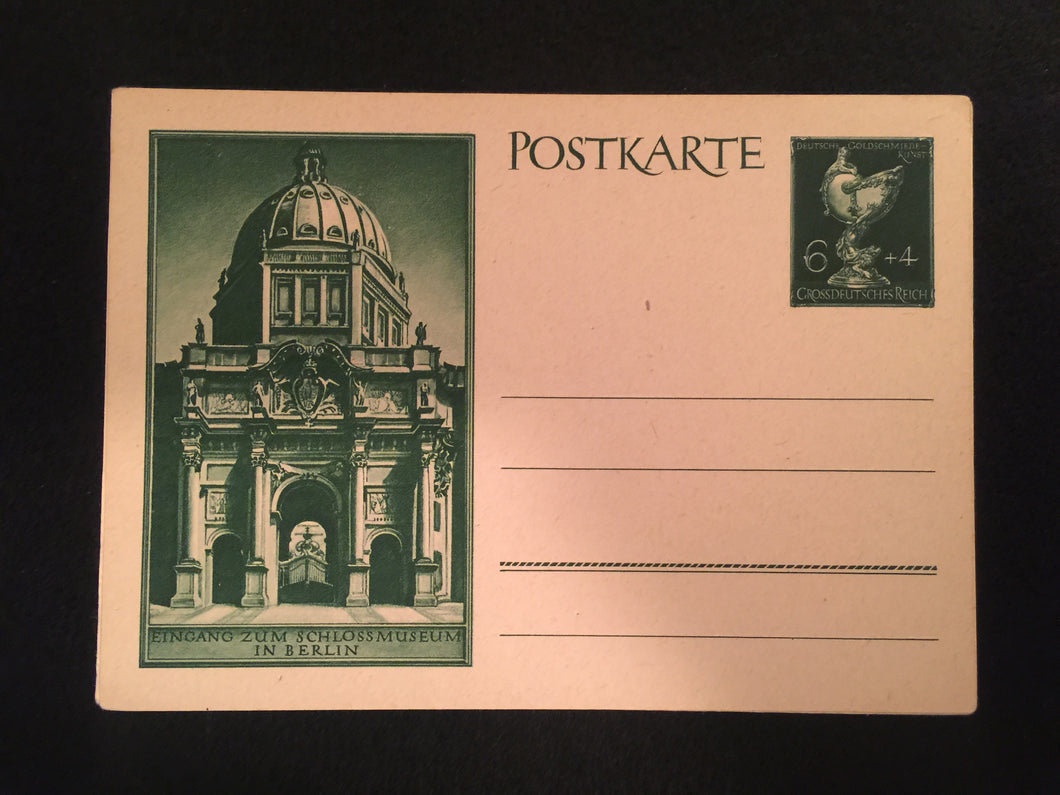 POSTKARTE
DEUTSCHE GOLDSCHMIEDE-
KUNST
6 +4
GROSSDEUTSCHES REICH
EINGANG ZUM SCHLOSSMUSEUM
IN BERLIN